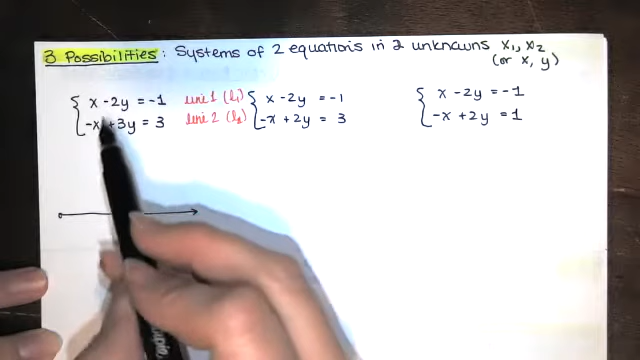 3 Possibilities: Systems of 2 equations in 2 unknowns x₁, x₂
(or x, y)
x - 2y = -1 line 1 (l₁)
-x + 3y = 3 line 2 (l₂)
x - 2y = -1
-x + 2y = 3
x - 2y = -1
-x + 2y = 1